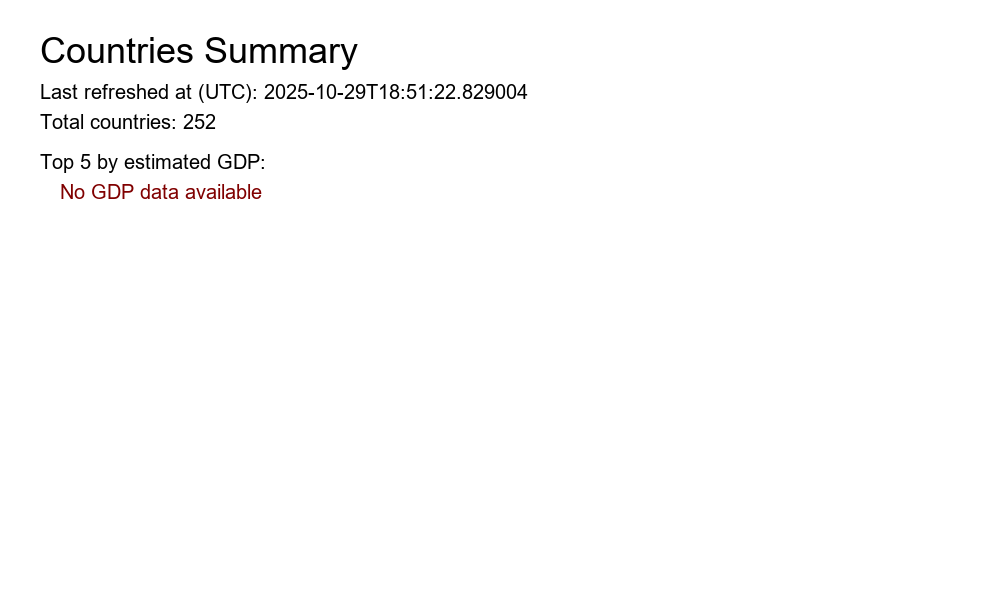 Countries Summary
Last refreshed at (UTC): 2025-10-29T18:51:22.829004
Total countries: 252
Top 5 by estimated GDP:
No GDP data available